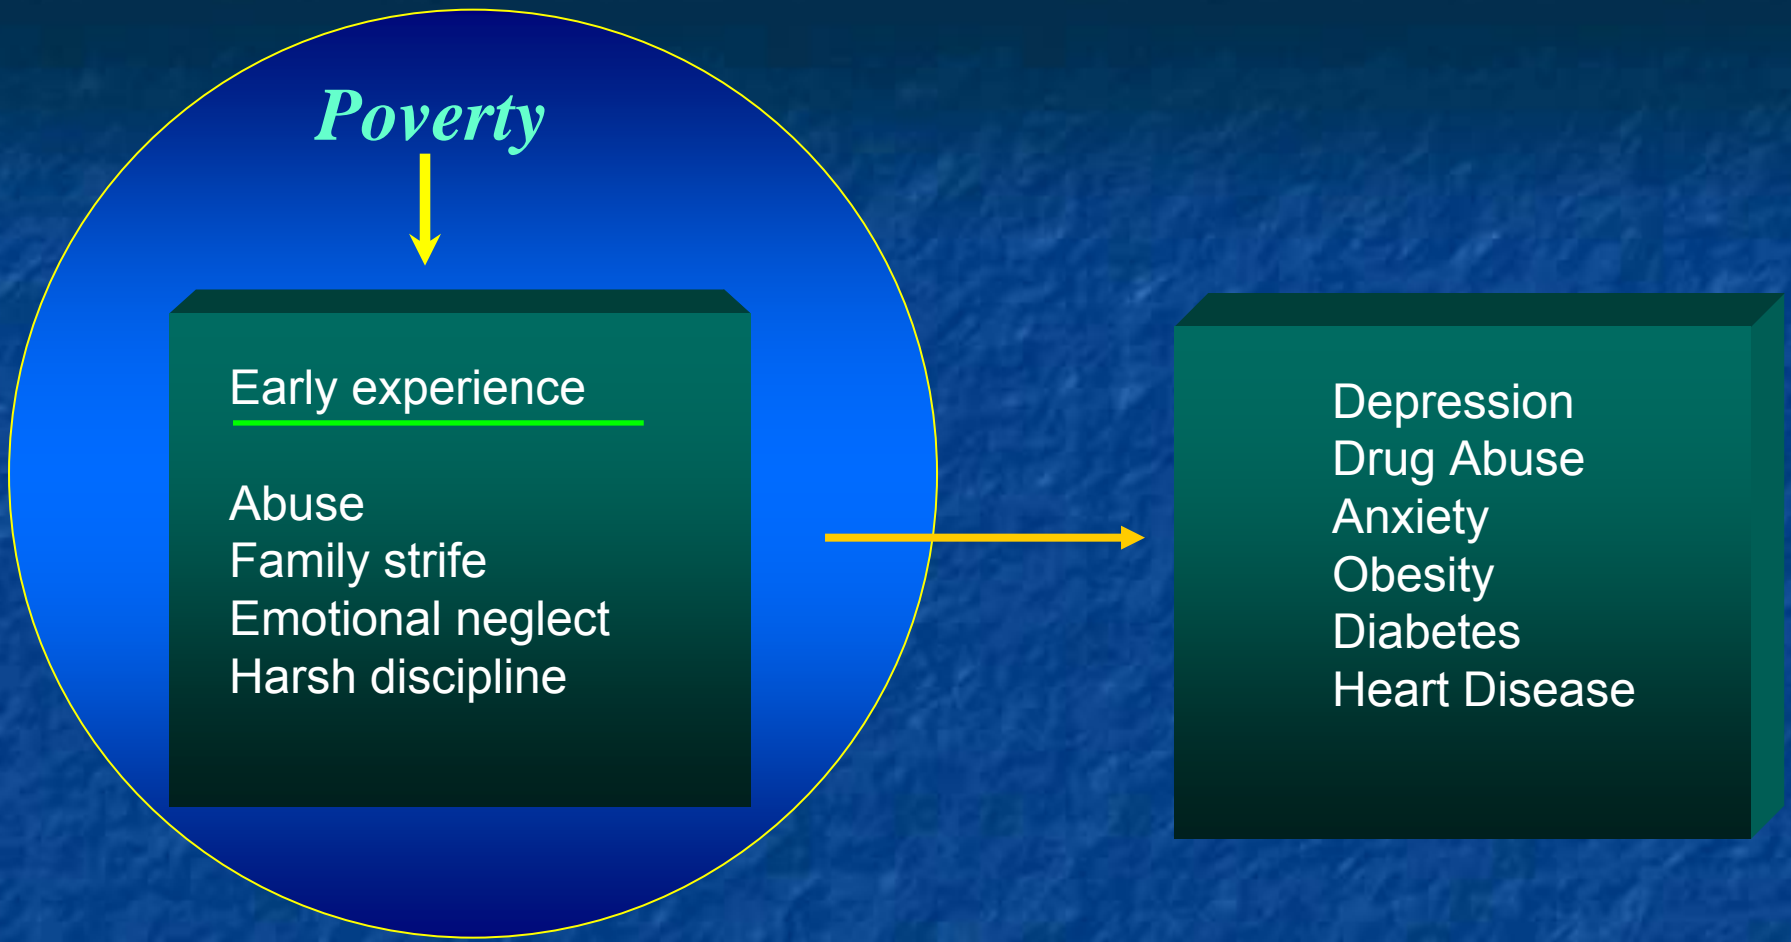 Poverty
Early experience
Abuse
Family strife
Emotional neglect
Harsh discipline
Depression
Drug Abuse
Anxiety
Obesity
Diabetes
Heart Disease